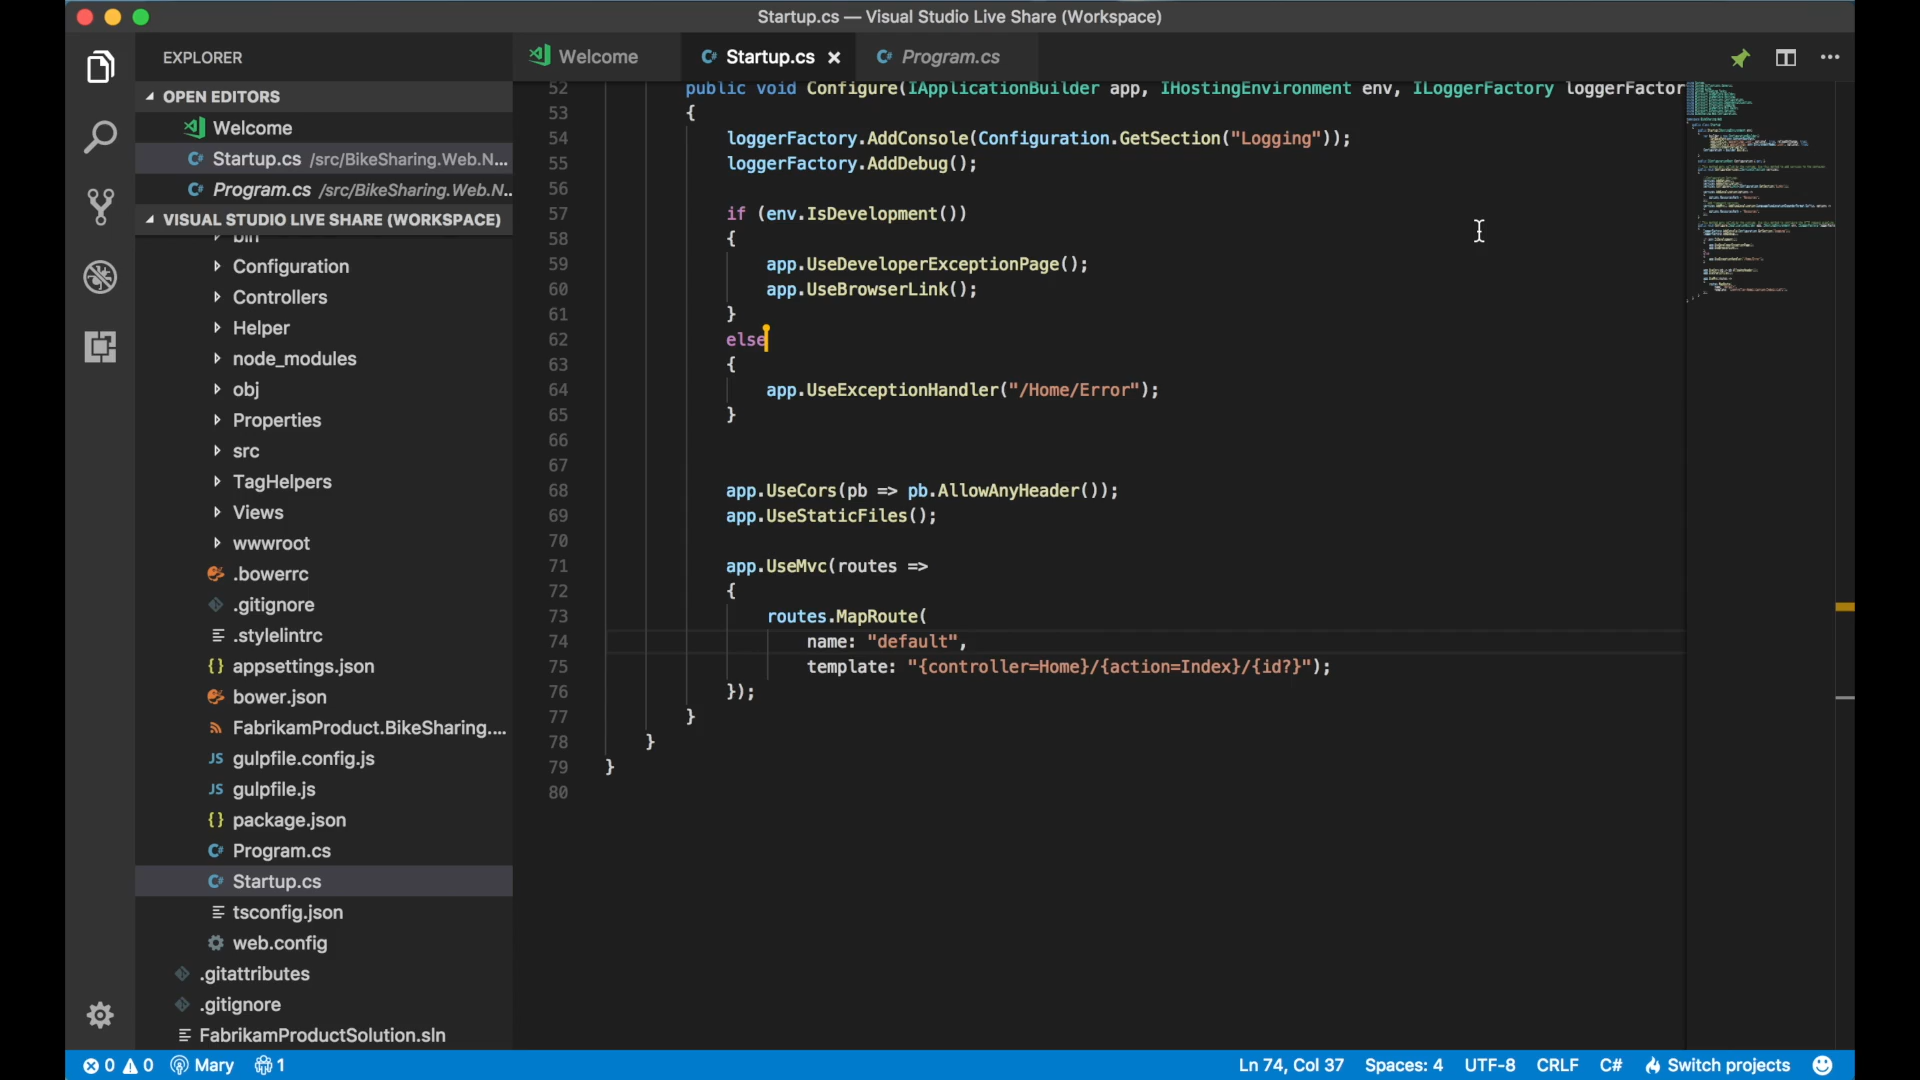 Startup.cs — Visual Studio Live Share (Workspace)
EXPLORER
OPEN EDITORS
Welcome
Startup.cs /src/BikeSharing.Web.N...
Program.cs /src/BikeSharing.Web.N...
VISUAL STUDIO LIVE SHARE (WORKSPACE)
bin
Configuration
Controllers
Helper
node_modules
obj
Properties
src
TagHelpers
Views
wwwroot
.bowerrc
.gitignore
.stylelintrc
appsettings.json
bower.json
FabrikamProduct.BikeSharing....
gulpfile.config.js
gulpfile.js
package.json
Program.cs
Startup.cs
tsconfig.json
web.config
.gitattributes
.gitignore
FabrikamProductSolution.sln
Welcome Startup.cs Program.cs
52 public void Configure(IApplicationBuilder app, IHostingEnvironment env, ILoggerFactory loggerFactor
53 {
54 loggerFactory.AddConsole(Configuration.GetSection("Logging"));
55 loggerFactory.AddDebug();
56
57 if (env.IsDevelopment())
58 {
59 app.UseDeveloperExceptionPage();
60 app.UseBrowserLink();
61 }
62 else
63 {
64 app.UseExceptionHandler("/Home/Error");
65 }
66
67
68 app.UseCors(pb => pb.AllowAnyHeader());
69 app.UseStaticFiles();
70
71 app.UseMvc(routes =>
72 {
73 routes.MapRoute(
74 name: "default",
75 template: "{controller=Home}/{action=Index}/{id?}");
76 });
77 }
78 }
79 }
80
0 0 Mary 1 Ln 74, Col 37 Spaces: 4 UTF-8 CRLF C# Switch projects